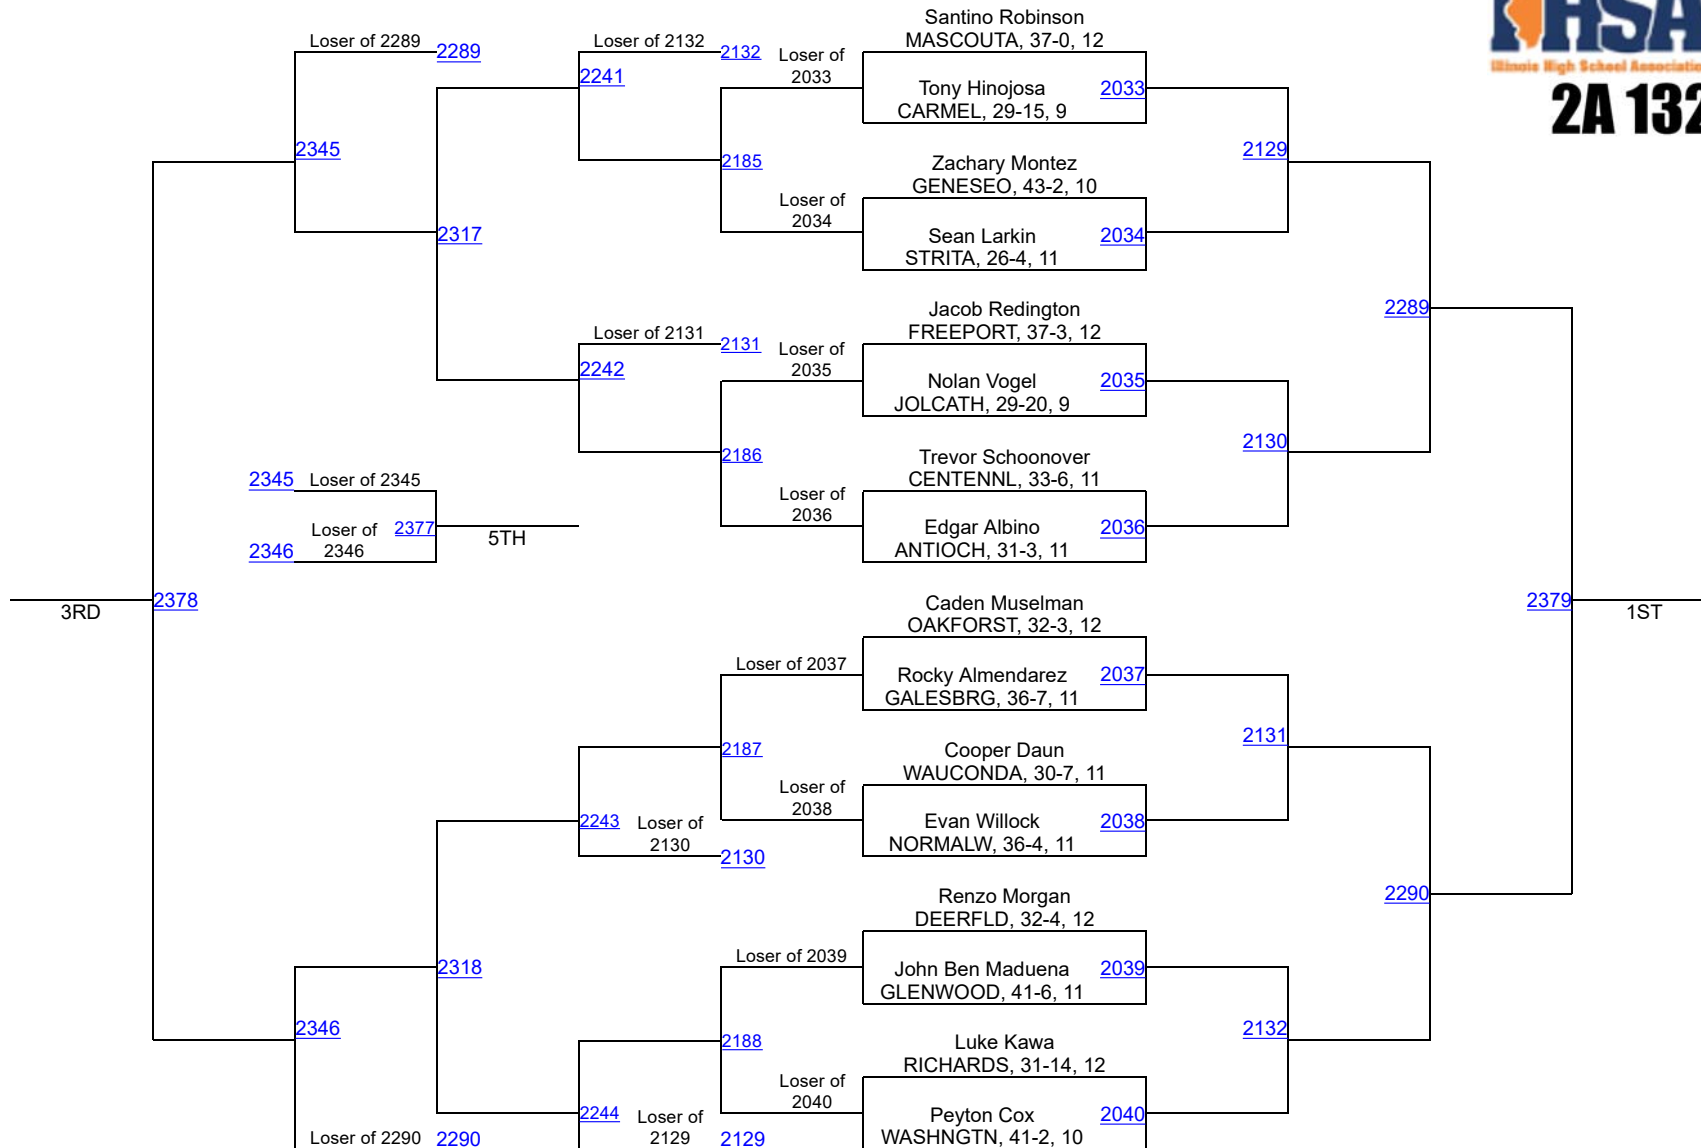 Santino Robinson
MASCOUTA, 37-0, 12
Loser of 2289
2289
Loser of 2132
2132
Loser of
2033
2241
Tony Hinojosa
CARMEL, 29-15, 9
2033
IHSA
Illinois High School Associatio
2A 132
2345
2185
Zachary Montez
GENESEO, 43-2, 10
2129
Loser of
2034
2317
Sean Larkin
STRITA, 26-4, 11
2034
Jacob Redington
FREEPORT, 37-3, 12
2289
Loser of 2131
2131
Loser of
2035
2242
Nolan Vogel
JOLCATH, 29-20, 9
2035
2186
Trevor Schoonover
CENTENNL, 33-6, 11
2130
2345
Loser of 2345
Loser of
2036
2346
Loser of
2346
2377
5TH
Edgar Albino
ANTIOCH, 31-3, 11
2036
3RD
2378
Caden Muselman
OAKFORST, 32-3, 12
2379
1ST
Loser of 2037
Rocky Almendarez
GALESBRG, 36-7, 11
2037
2187
Cooper Daun
WAUCONDA, 30-7, 11
2131
Loser of
2038
2243
Loser of
2130
2130
Evan Willock
NORMALW, 36-4, 11
2038
Renzo Morgan
DEERFLD, 32-4, 12
2290
Loser of 2039
2318
John Ben Maduena
GLENWOOD, 41-6, 11
2039
2346
2188
Luke Kawa
RICHARDS, 31-14, 12
2132
Loser of
2040
2244
Loser of
2129
2129
Peyton Cox
WASHNGTN, 41-2, 10
2040
Loser of 2290
2290